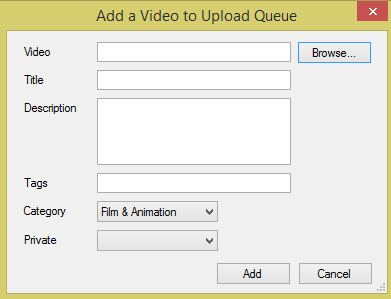 Add a Video to Upload Queue
Video
Browse...
Title
Description
Tags
Category Film & Animation
Private
Add Cancel